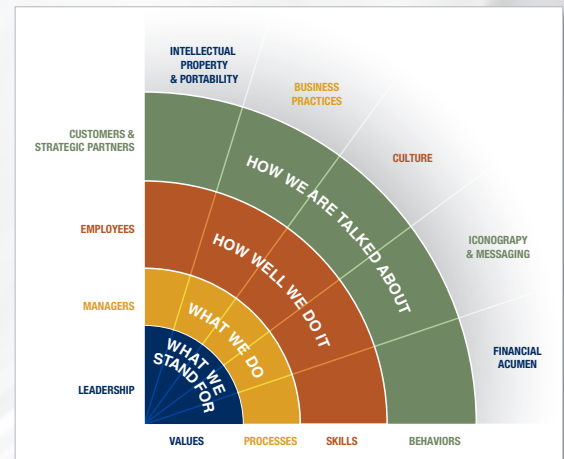 INTELLECTUAL
PROPERTY
& PORTABILITY
BUSINESS
PRACTICES
CULTURE
ICONOGRAPY
& MESSAGING
FINANCIAL
ACUMEN
CUSTOMERS &
STRATEGIC PARTNERS
EMPLOYEES
MANAGERS
LEADERSHIP
HOW WE ARE TALKED ABOUT
HOW WELL WE DO IT
WHAT WE DO
WHAT WE
STAND FOR
VALUES
PROCESSES
SKILLS
BEHAVIORS